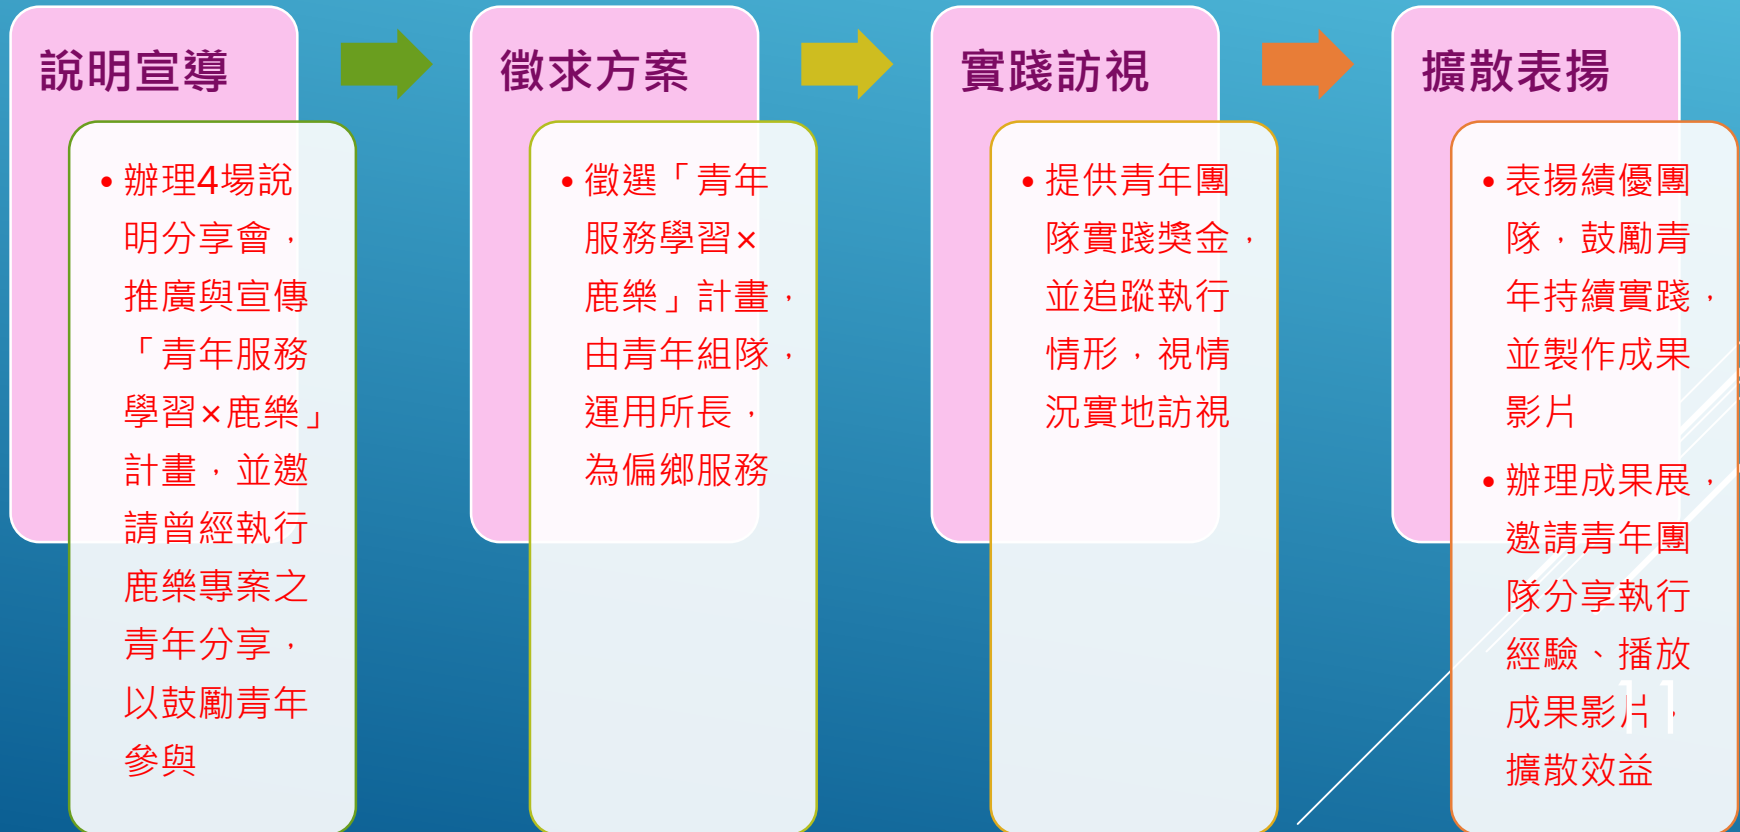 說明宣導
• 辦理4場說
明分享會，
推廣與宣傳
「青年服務
學習×鹿樂」
計畫，並邀
請曾經執行
鹿樂專案之
青年分享，
以鼓勵青年
參與
徵求方案
• 徵選「青年
服務學習×
鹿樂」計畫，
由青年組隊，
運用所長，
為偏鄉服務
實踐訪視
• 提供青年團
隊實踐獎金，
並追蹤執行
情形，視情
況實地訪視
擴散表揚
• 表揚績優團
隊，鼓勵青
年持續實踐，
並製作成果
影片
• 辦理成果展，
邀請青年團
隊分享執行
經驗、播放
成果影片，
擴散效益
11